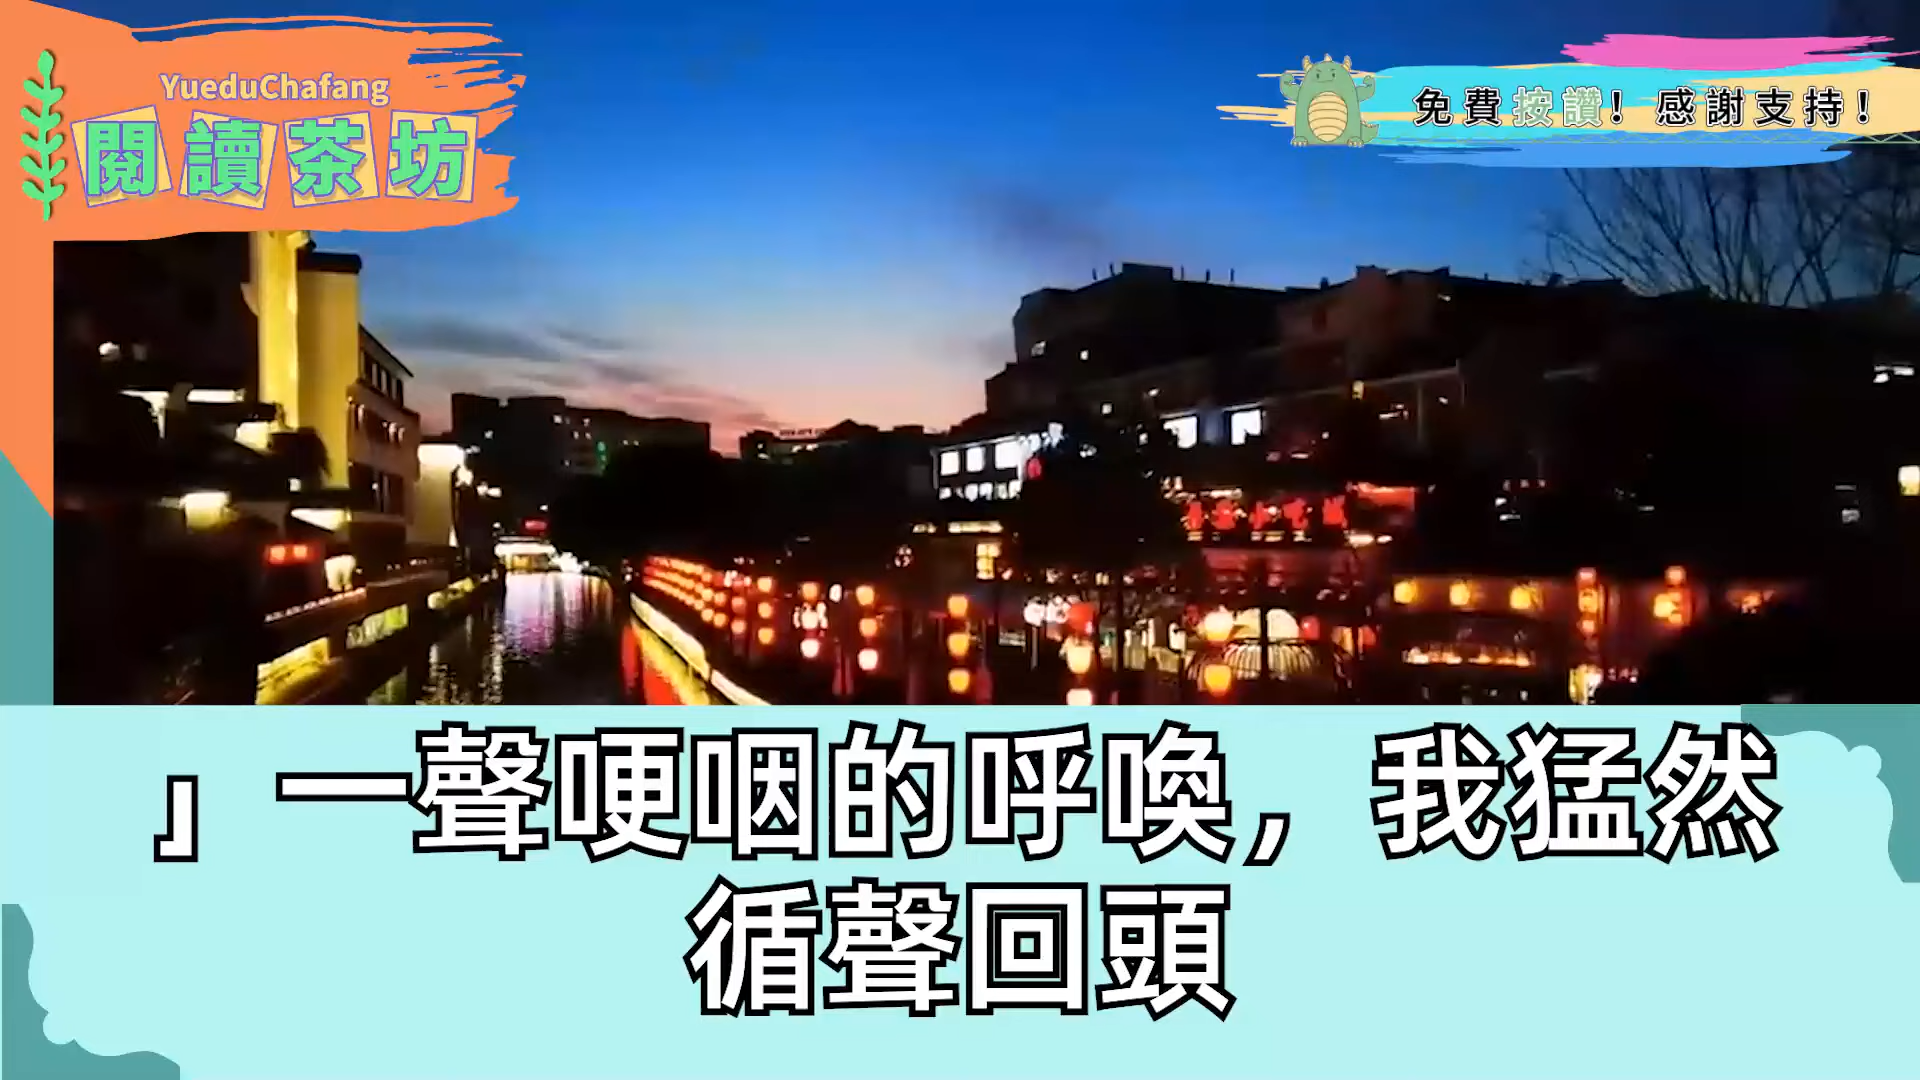 YueduChafang
閱讀茶坊
免費按讚！感謝支持！
」一聲哽咽的呼喚，我猛然
循聲回頭